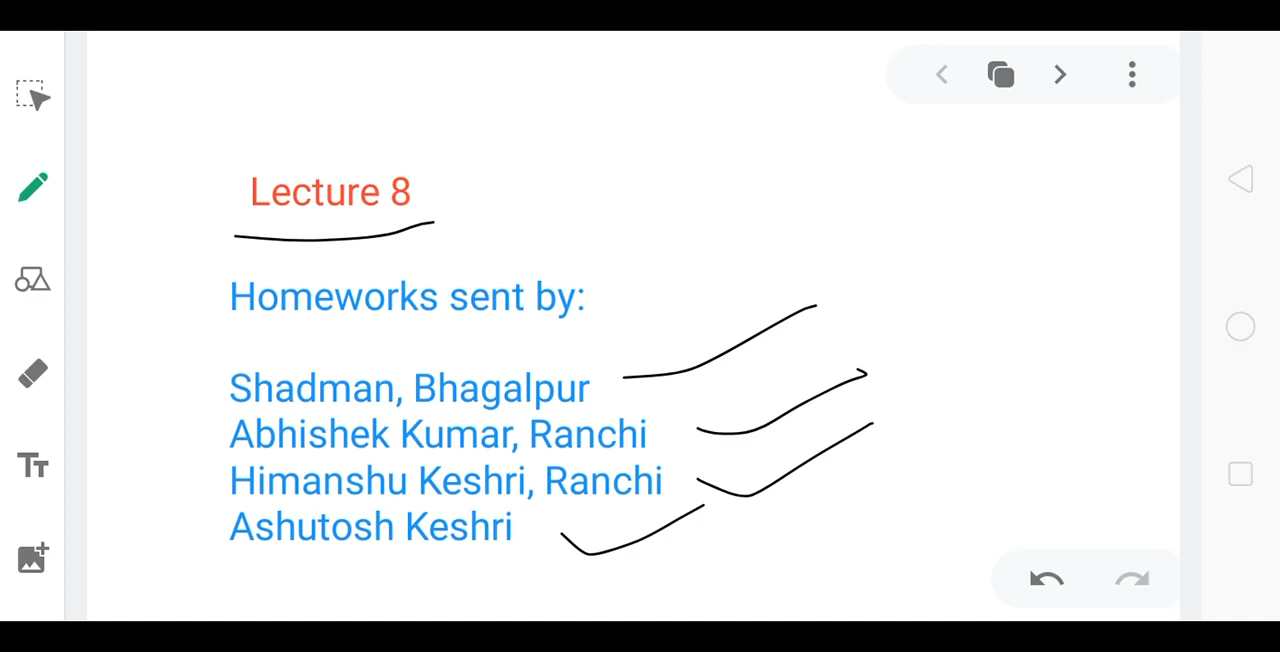 Lecture 8
Homeworks sent by:
Shadman, Bhagalpur
Abhishek Kumar, Ranchi
Himanshu Keshri, Ranchi
Ashutosh Keshri